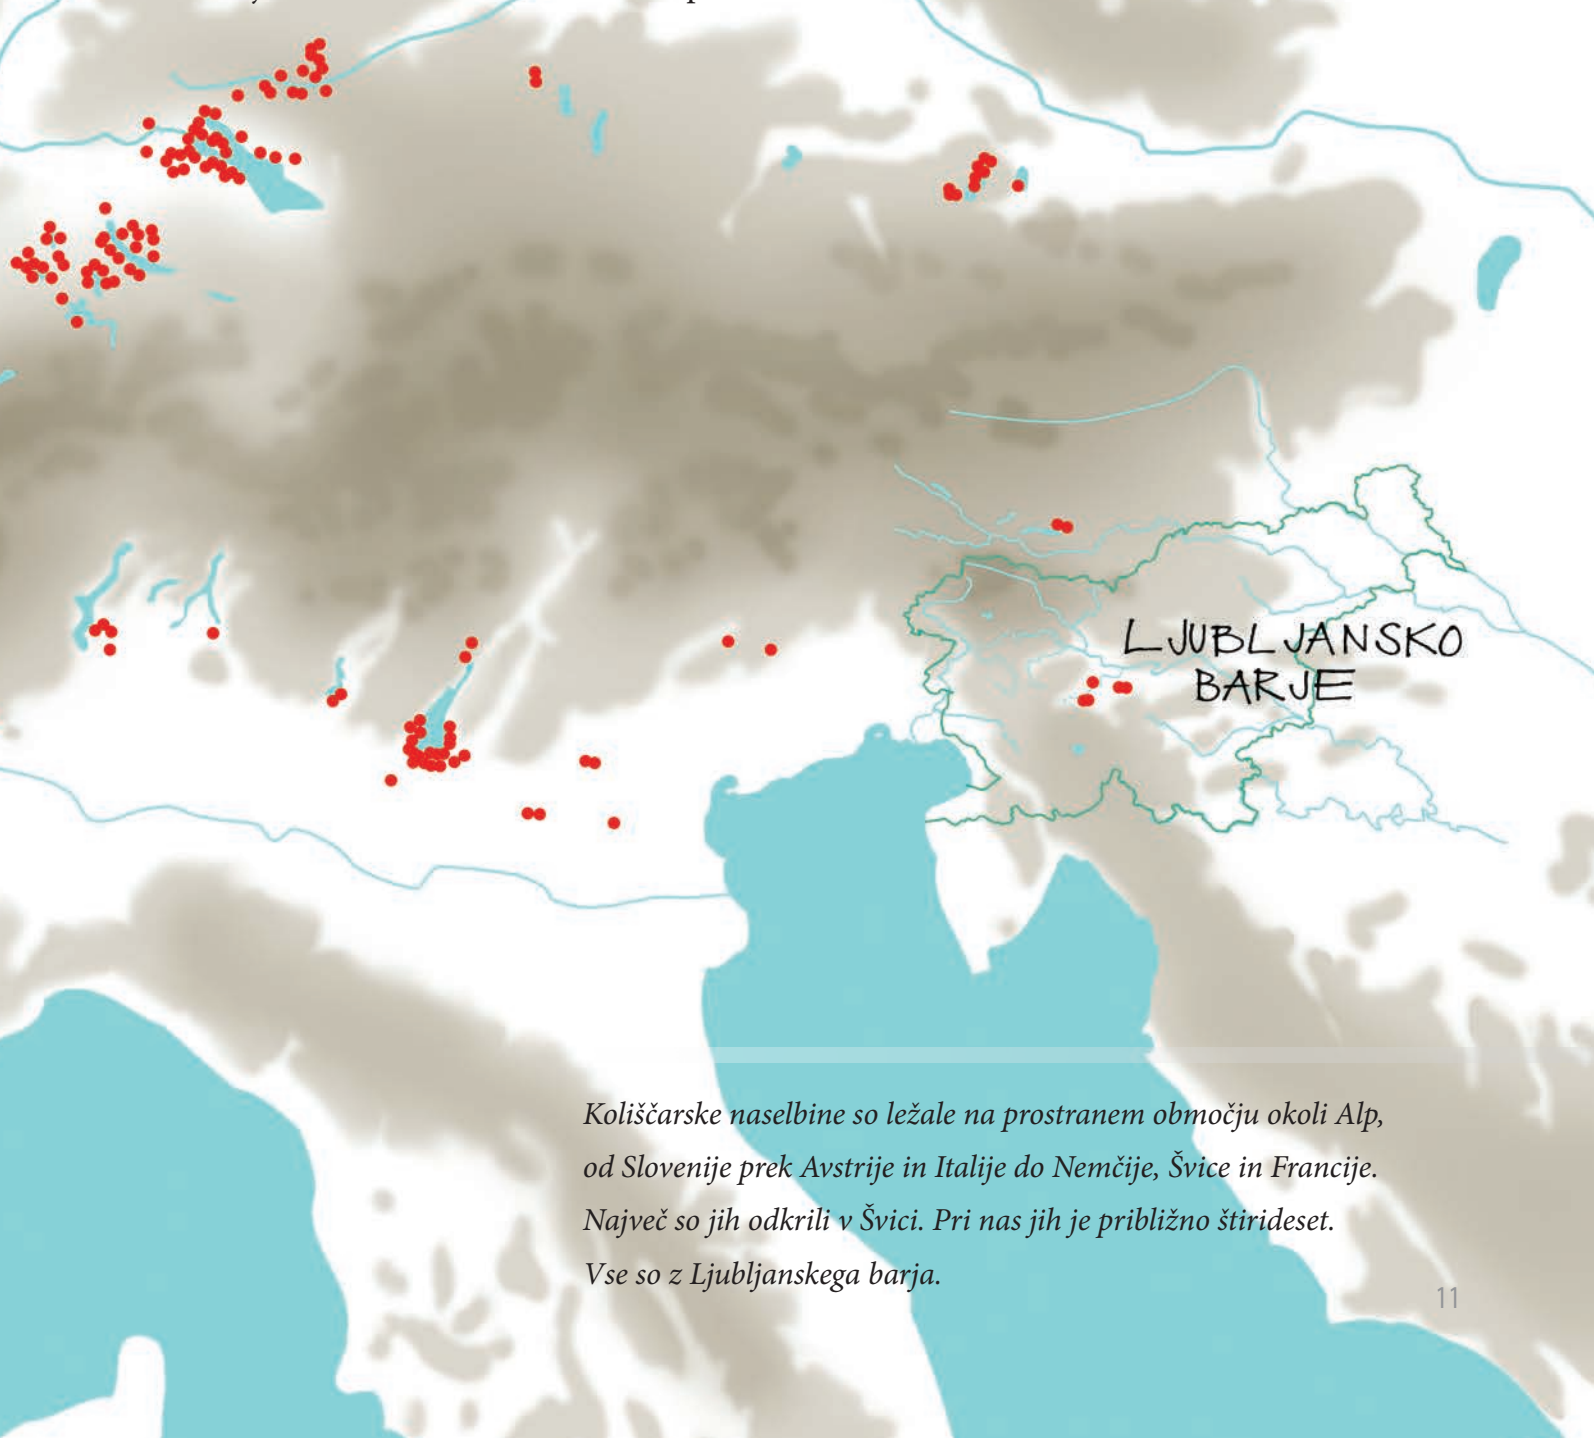 LJUBLJANSKO
BARJE
Koliščarske naselbine so ležale na prostranem območju okoli Alp,
od Slovenije prek Avstrije in Italije do Nemčije, Švice in Francije.
Največ so jih odkrili v Švici. Pri nas jih je približno štirideset.
Vse so z Ljubljanskega barja.
11